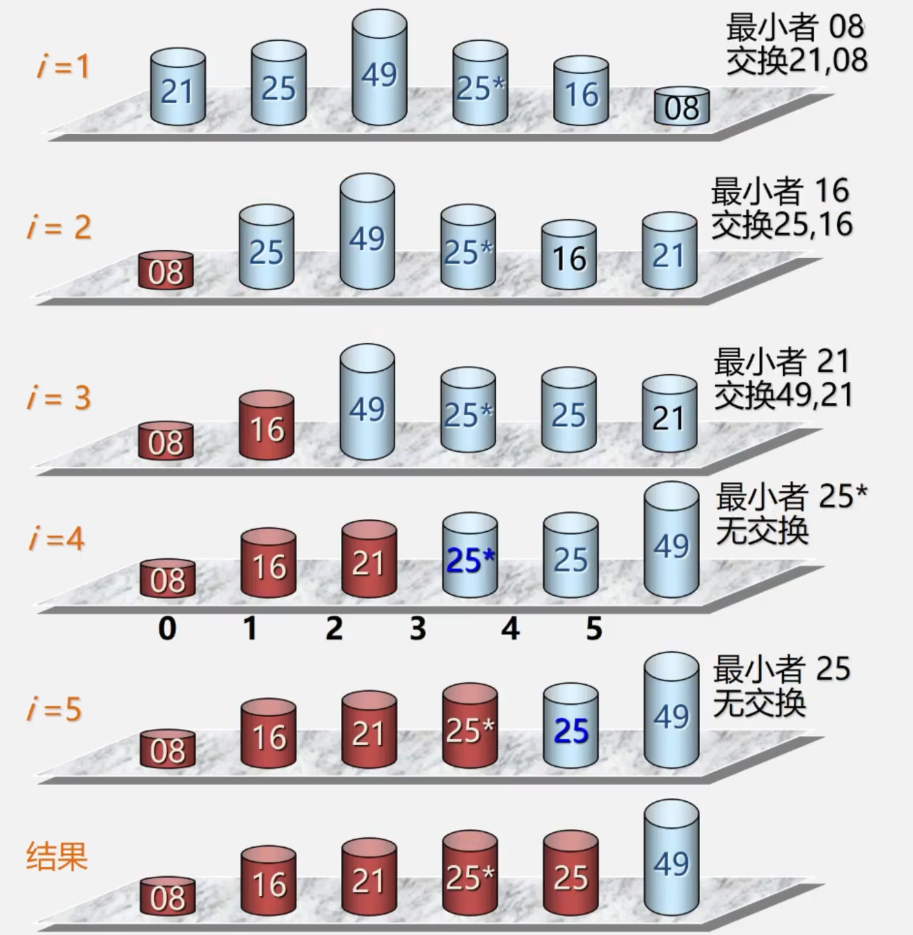 i =1
21 25 49 25* 16 08
最小者 08
交换21,08
i = 2
08 25 49 25* 16 21
最小者 16
交换25,16
i = 3
08 16 49 25* 25 21
最小者 21
交换49,21
i =4
08 16 21 25* 25 49
最小者 25*
无交换
0 1 2 3 4 5
i =5
08 16 21 25* 25 49
最小者 25
无交换
结果
08 16 21 25* 25 49